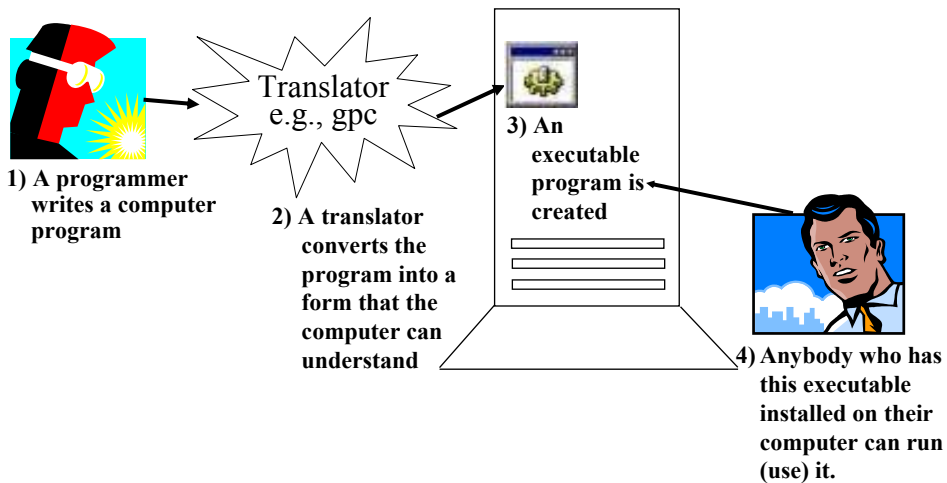 1) A programmer
writes a computer
program
Translator
e.g., gpc
2) A translator
converts the
program into a
form that the
computer can
understand
3) An
executable
program is
created
4) Anybody who has
this executable
installed on their
computer can run
(use) it.